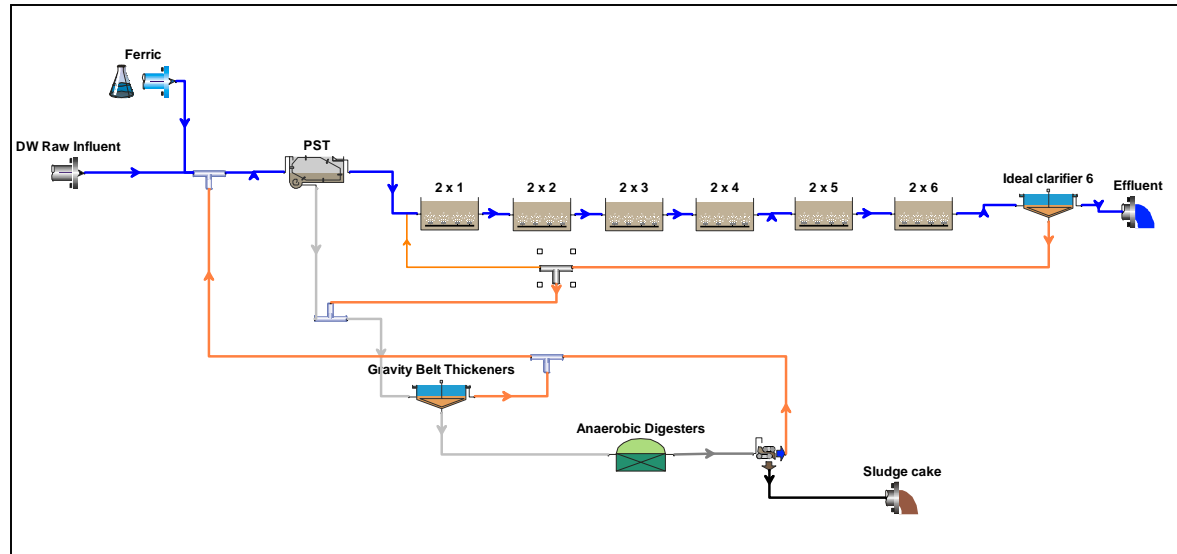 Ferric
DW Raw Influent
PST
2 x 1
2 x 2
2 x 3
2 x 4
2 x 5
2 x 6
Ideal clarifier 6
Effluent
Gravity Belt Thickeners
Anaerobic Digesters
Sludge cake